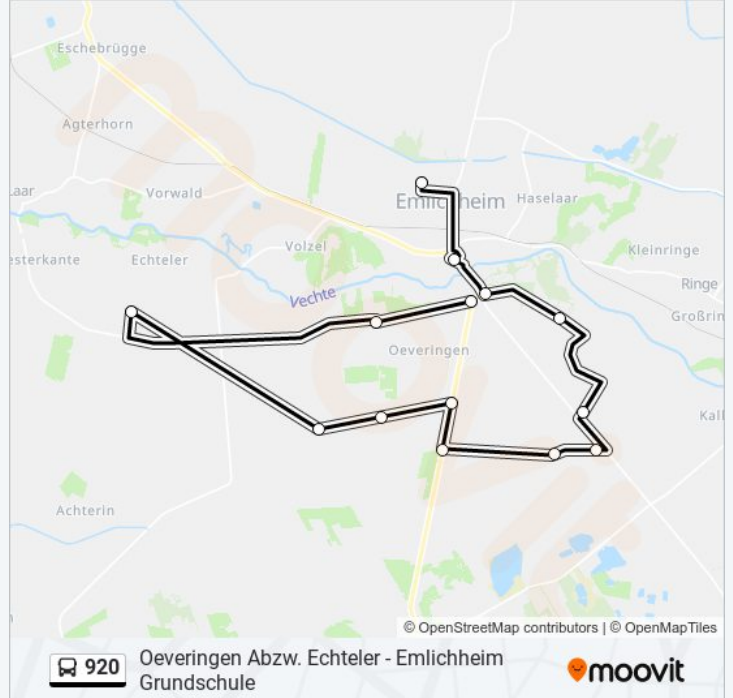 Eschebrügge
Agterhorn
aar
Vorwald
Emlichheim
Haselaar
esterkante
Echteler
Volzel
Kleinringe
Vechte
Ringe
Großrin
Oeveringen
Kall
Achterin
© OpenStreetMap contributors | © OpenMapTiles
920
Oeveringen Abzw. Echteler - Emlichheim
Grundschule
moovit